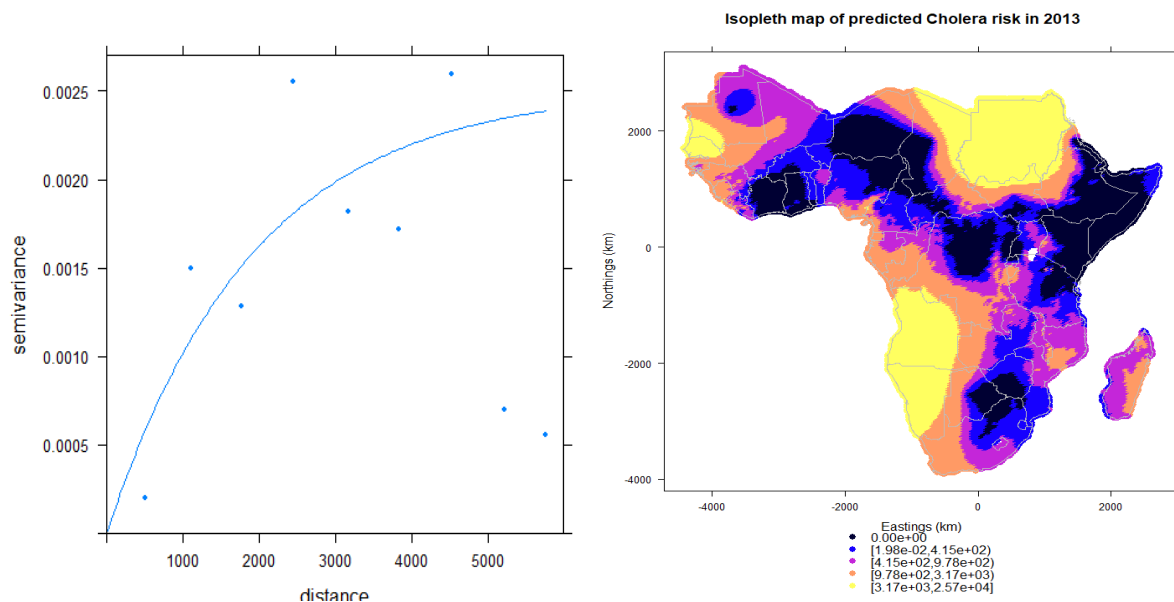 0.0025
0.0020
0.0015
0.0010
0.0005
semivariance
1000 2000 3000 4000 5000
distance
Isopleth map of predicted Cholera risk in 2013
2000
0
-2000
-4000
Northings (km)
-4000 -2000 0 2000
Eastings (km)
0.00e+00
[1.98e-02,4.15e+02)
[4.15e+02,9.78e+02)
[9.78e+02,3.17e+03)
[3.17e+03,2.57e+04]